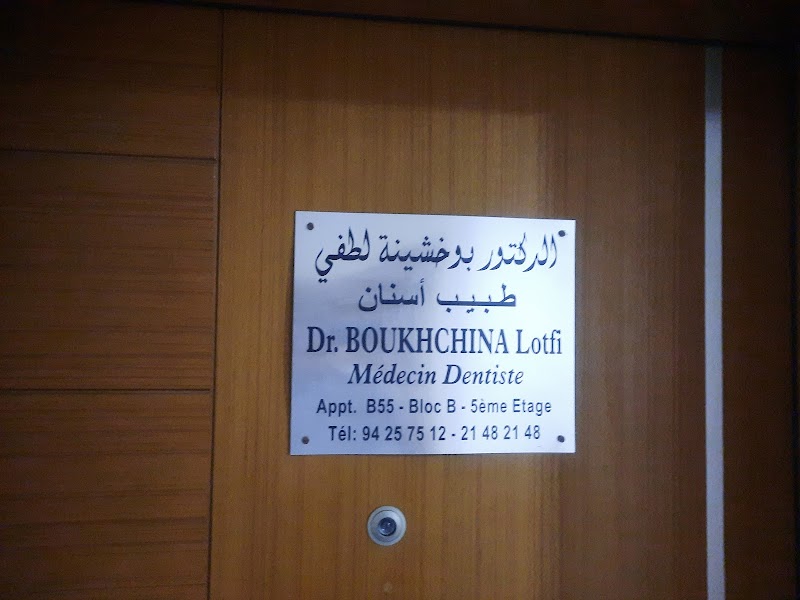 الدكتور بوخشينة لطفي
طبيب أسنان
Dr. BOUKHCHINA Lotfi
Médecin Dentiste
Appt. B55 - Bloc B - 5ème Etage
Tél: 94 25 75 12 - 21 48 21 48